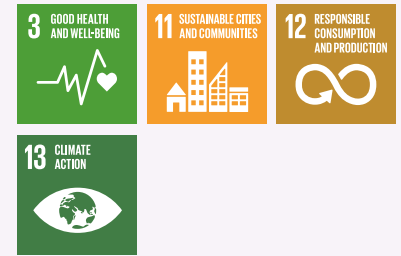 3 GOOD HEALTH
AND WELL-BEING
11 SUSTAINABLE CITIES
AND COMMUNITIES
12 RESPONSIBLE
CONSUMPTION
AND PRODUCTION
13 CLIMATE
ACTION